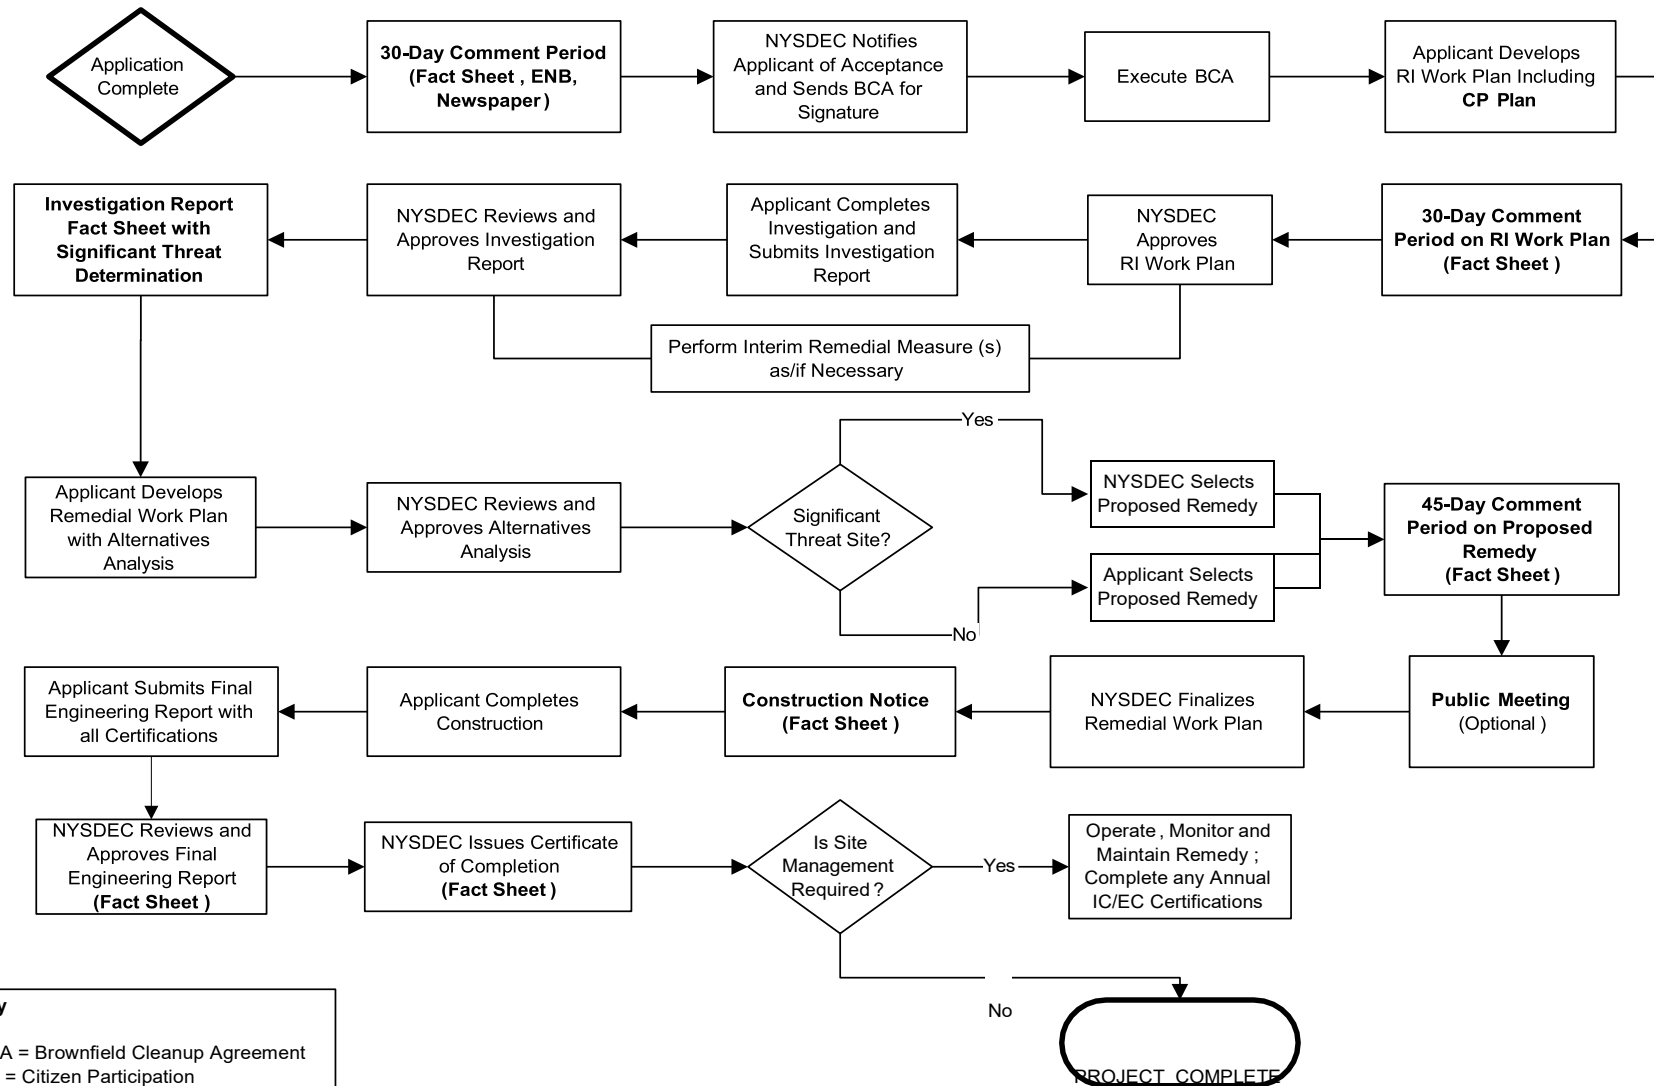 Application
Complete
30-Day Comment Period
(Fact Sheet , ENB,
Newspaper )
NYSDEC Notifies
Applicant of Acceptance
and Sends BCA for
Signature
Execute BCA
Applicant Develops
RI Work Plan Including
CP Plan
Investigation Report
Fact Sheet with
Significant Threat
Determination
NYSDEC Reviews and
Approves Investigation
Report
Applicant Completes
Investigation and
Submits Investigation
Report
NYSDEC
Approves
RI Work Plan
30-Day Comment
Period on RI Work Plan
(Fact Sheet )
Perform Interim Remedial Measure (s)
as/if Necessary
Yes
Applicant Develops
Remedial Work Plan
with Alternatives
Analysis
NYSDEC Reviews and
Approves Alternatives
Analysis
Significant
Threat Site?
NYSDEC Selects
Proposed Remedy
Applicant Selects
Proposed Remedy
45-Day Comment
Period on Proposed
Remedy
(Fact Sheet )
No
Applicant Submits Final
Engineering Report with
all Certifications
Applicant Completes
Construction
Construction Notice
(Fact Sheet )
NYSDEC Finalizes
Remedial Work Plan
Public Meeting
(Optional )
NYSDEC Reviews and
Approves Final
Engineering Report
(Fact Sheet )
NYSDEC Issues Certificate
of Completion
(Fact Sheet )
Is Site
Management
Required ?
Yes
Operate , Monitor and
Maintain Remedy ;
Complete any Annual
IC/EC Certifications
No
PROJECT COMPLETE
y
A = Brownfield Cleanup Agreement
= Citizen Participation